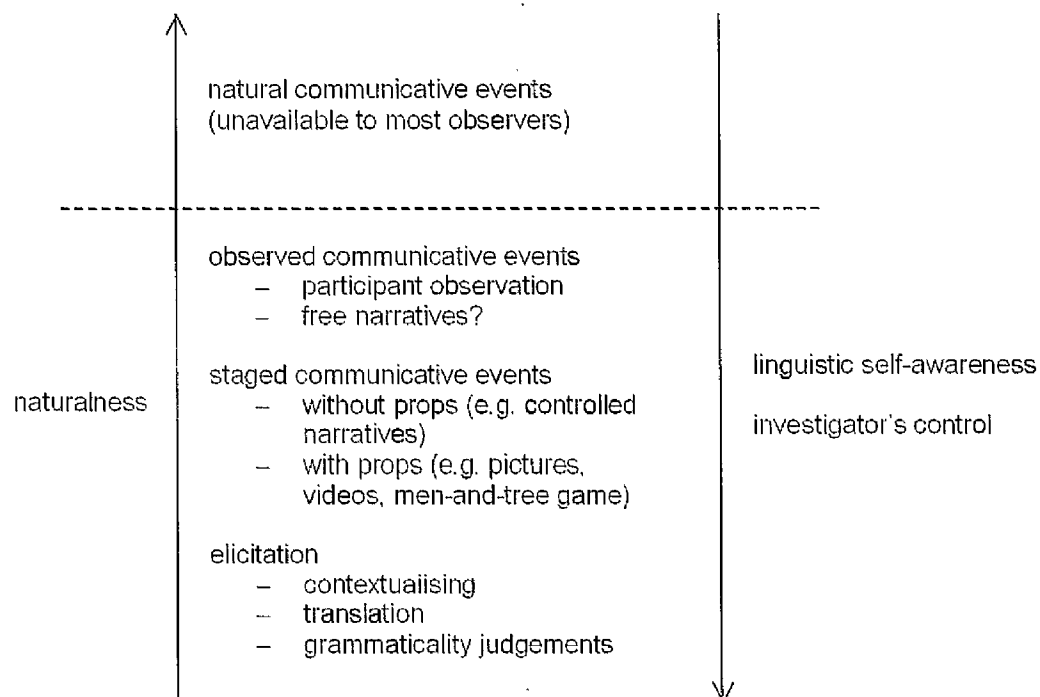 natural communicative events
(unavailable to most observers)
observed communicative events
– participant observation
– free narratives?
staged communicative events
– without props (e.g. controlled
narratives)
– with props (e.g. pictures,
videos, men-and-tree game)
elicitation
– contextualising
– translation
– grammaticality judgements
naturalness
linguistic self-awareness
investigator's control